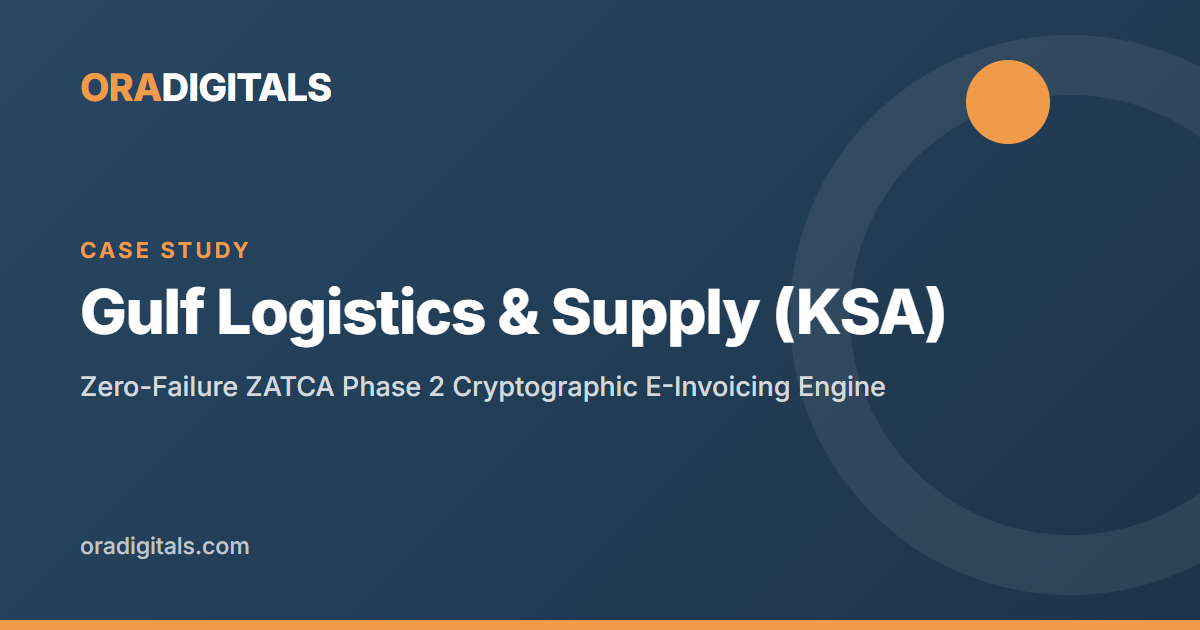 ORADIGITALS
CASE STUDY
Gulf Logistics & Supply (KSA)
Zero-Failure ZATCA Phase 2 Cryptographic E-Invoicing Engine
oradigitals.com